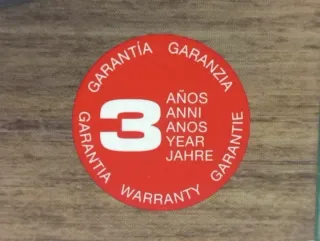 GARANTÍA GARANZIA
3
AÑOS
ANNI
ANOS
YEAR
JAHRE
GARANTIA WARRANTY GARANTIE